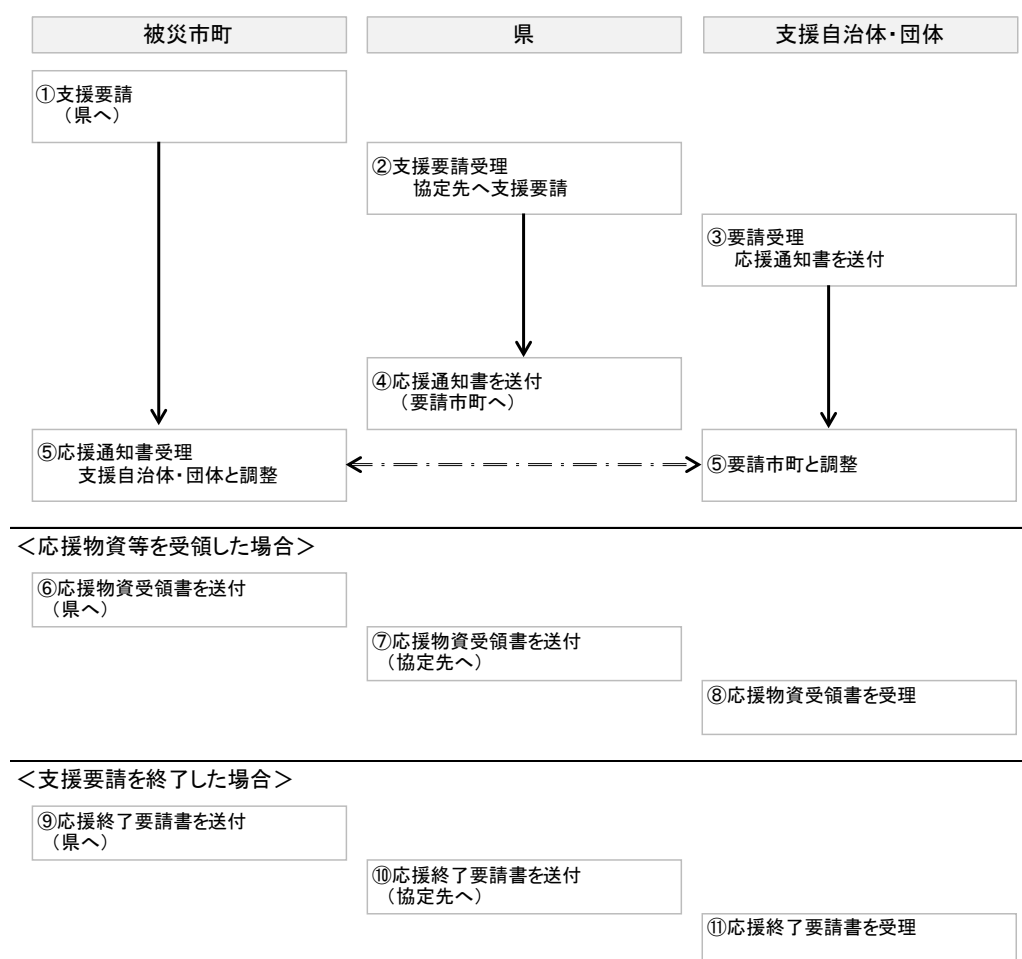 被災市町
県
支援自治体・団体
①支援要請
（県へ）
②支援要請受理
協定先へ支援要請
③要請受理
応援通知書を送付
④応援通知書を送付
（要請市町へ）
⑤応援通知書受理
支援自治体・団体と調整
⑤要請市町と調整
＜応援物資等を受領した場合＞
⑥応援物資受領書を送付
（県へ）
⑦応援物資受領書を送付
（協定先へ）
⑧応援物資受領書を受理
＜支援要請を終了した場合＞
⑨応援終了要請書を送付
（県へ）
⑩応援終了要請書を送付
（協定先へ）
⑪応援終了要請書を受理